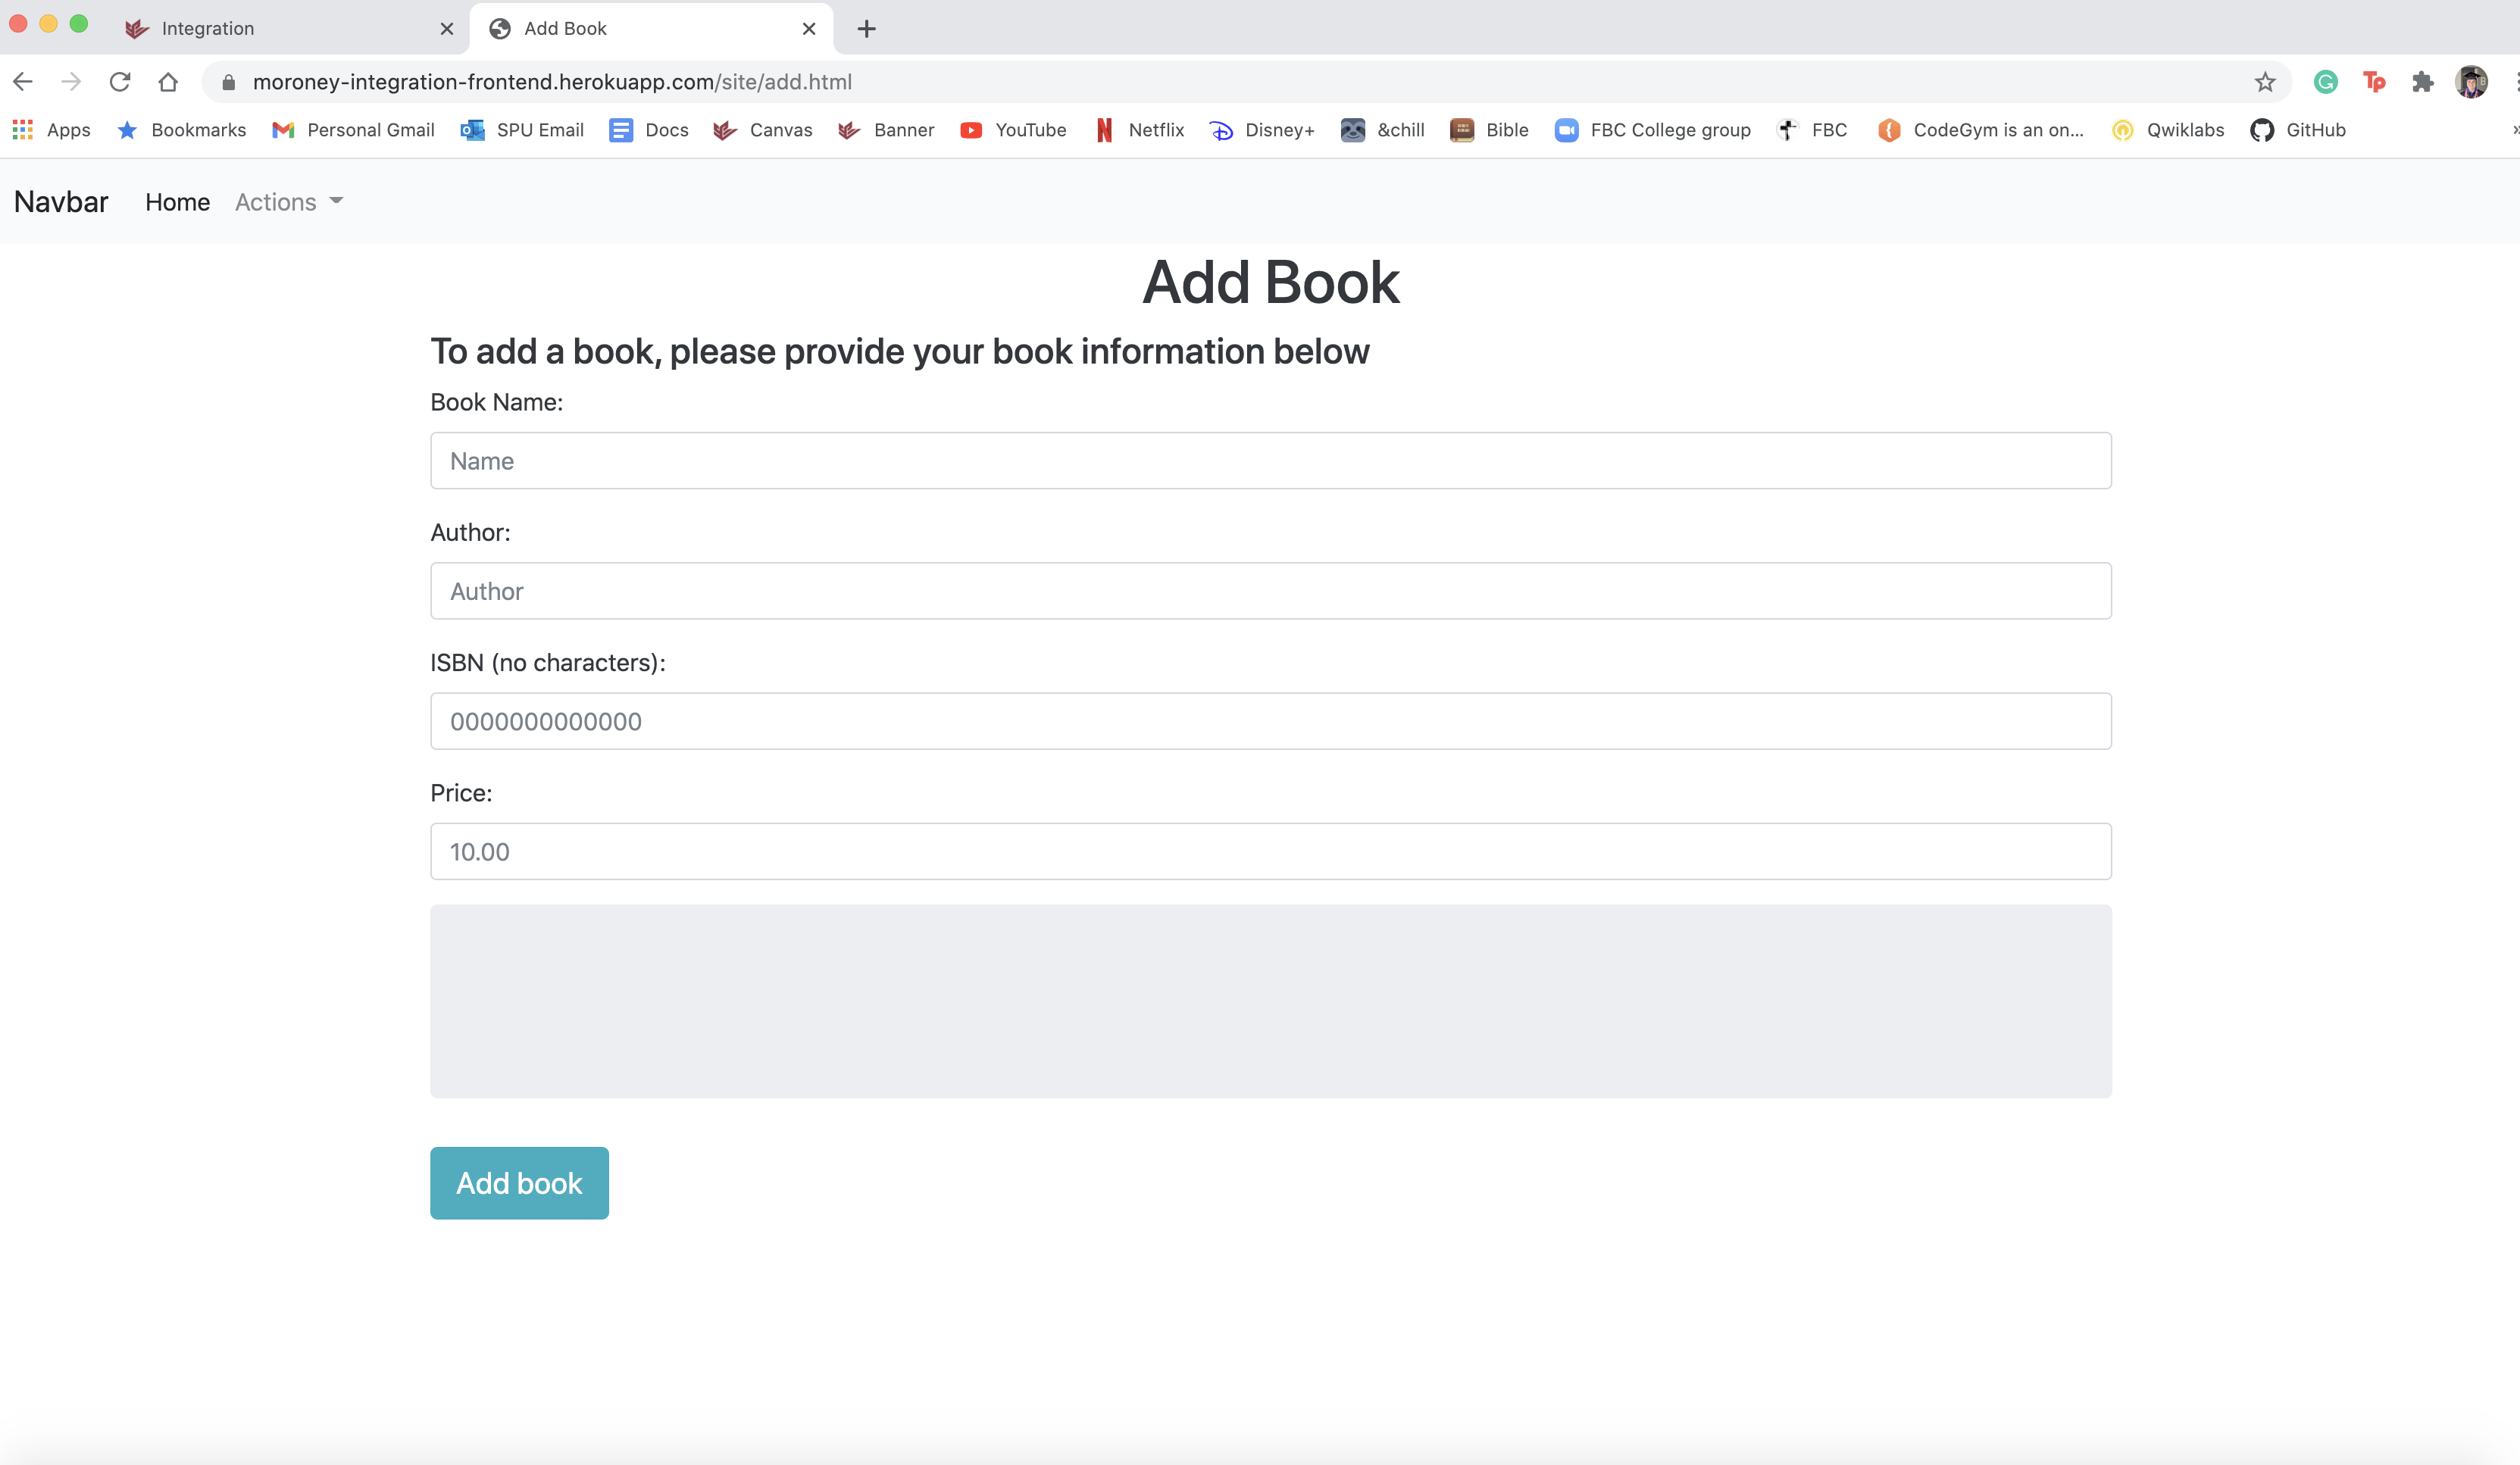 Integration
Add Book
moroney-integration-frontend.herokuapp.com/site/add.html
Tp
Apps Bookmarks Personal Gmail SPU Email Docs Canvas Banner YouTube Netflix Disney+ &chill Bible FBC College group FBC CodeGym is an on... Qwiklabs GitHub »
Navbar Home Actions
Add Book
To add a book, please provide your book information below
Book Name:
Name
Author:
Author
ISBN (no characters):
0000000000000
Price:
10.00
Add book